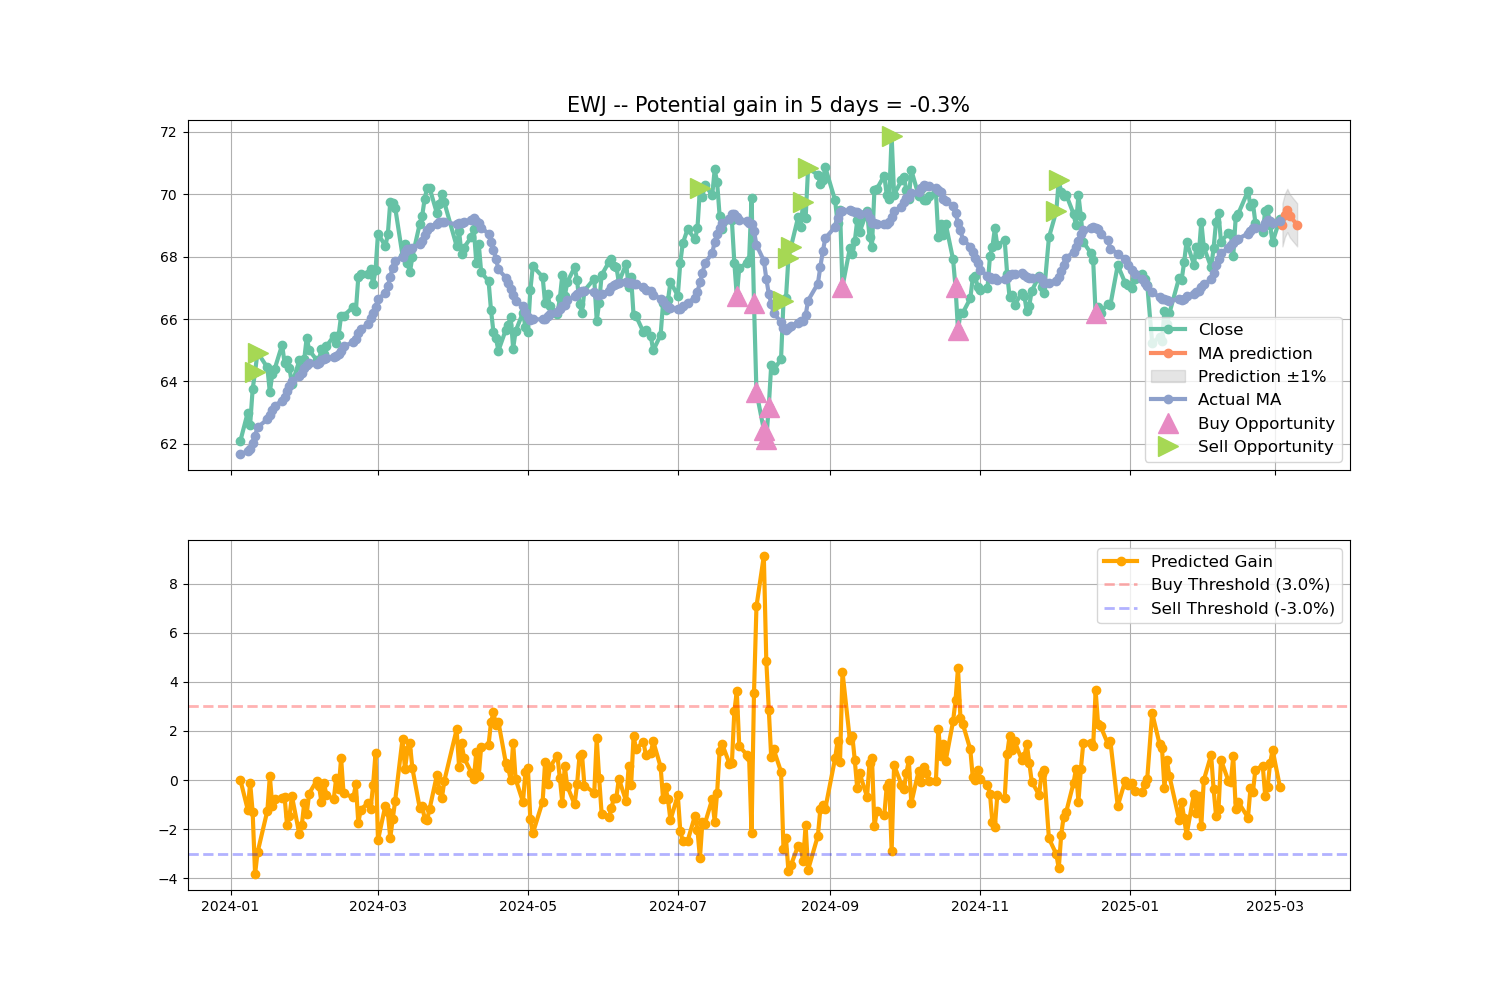 EWJ -- Potential gain in 5 days = -0.3%
72
70
68
66
64
62
Close
MA prediction
Prediction ±1%
Actual MA
Buy Opportunity
Sell Opportunity
8
6
4
2
0
−2
−4
Predicted Gain
Buy Threshold (3.0%)
Sell Threshold (-3.0%)
2024-01
2024-03
2024-05
2024-07
2024-09
2024-11
2025-01
2025-03